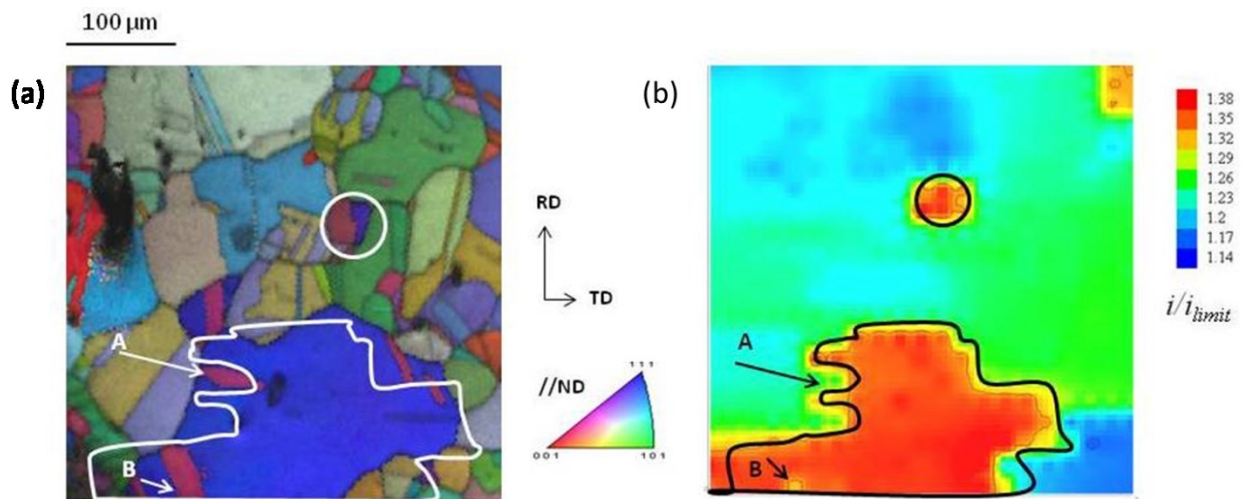 100 μm
(a)
(b)
RD
TD
//ND
111
001
101
A
B
A
B
1.38
1.35
1.32
1.29
1.26
1.23
1.2
1.17
1.14
i/i limit